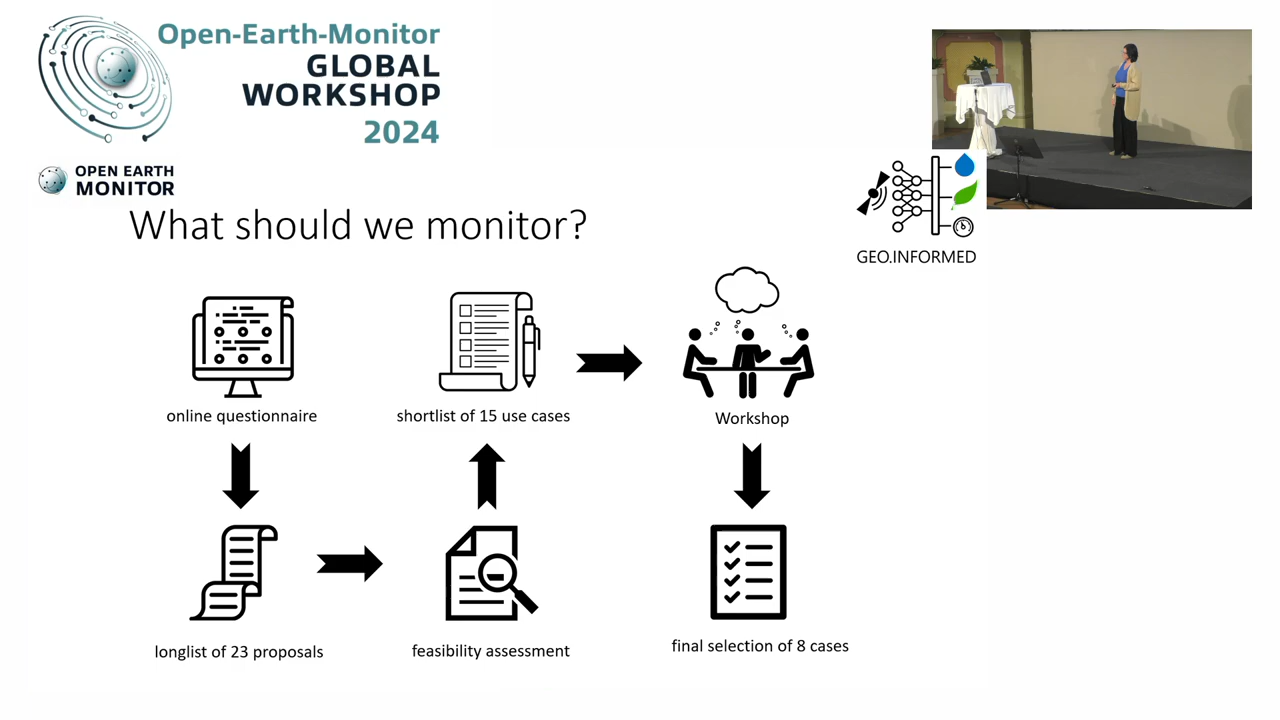 Open-Earth-Monitor
GLOBAL
WORKSHOP
2024
OPEN EARTH
MONITOR
What should we monitor?
GEO.INFORMED
online questionnaire
shortlist of 15 use cases
Workshop
longlist of 23 proposals
feasibility assessment
final selection of 8 cases